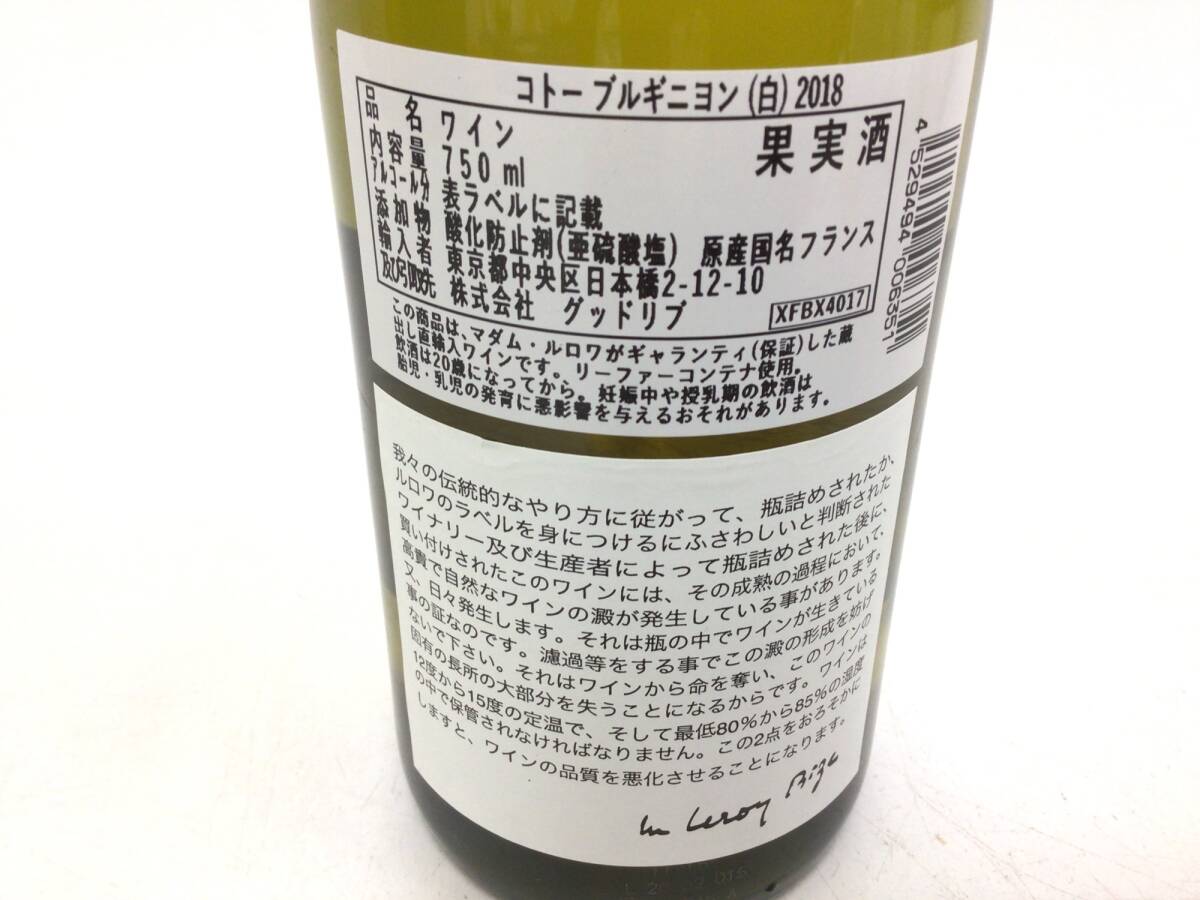 コトー ブルギニヨン (白) 2018
品名 ワイン 果実酒
内容量 750 ml
アルコール分 表ラベルに記載
添加物 酸化防止剤(亜硫酸塩) 原産国名フランス
輸入者 東京都中央区日本橋2-12-10
及び引取先 株式会社 グッドリブ XFBX4017
この商品は、マダム・ルロワがギャランティ(保証)した蔵
出し直輸入ワインです。リーファーコンテナ使用。
飲酒は20歳になってから。妊娠中や授乳期の飲酒は
胎児・乳児の発育に悪影響を与えるおそれがあります。
4 529494 006351
我々の伝統的なやり方に従がって、瓶詰めされたか、
ルロワのラベルを身につけるにふさわしいと判断された
ワイナリー及び生産者によって瓶詰めされた後に、
買い付けされたこのワインには、その成熟の過程において、
高貴で自然なワインの澱が発生している事があります。
又、日々発生します。それは瓶の中でワインが生きている
事の証なのです。濾過等をする事でこの澱の形成を妨げ
ないで下さい。それはワインから命を奪い、このワインの
固有の長所の大部分を失うことになるからです。ワインは
12度から15度の定温で、そして最低80%から85%の湿度
の中で保管されなければなりません。この2点をおろそかに
しますと、ワインの品質を悪化させることになります。
Leroy